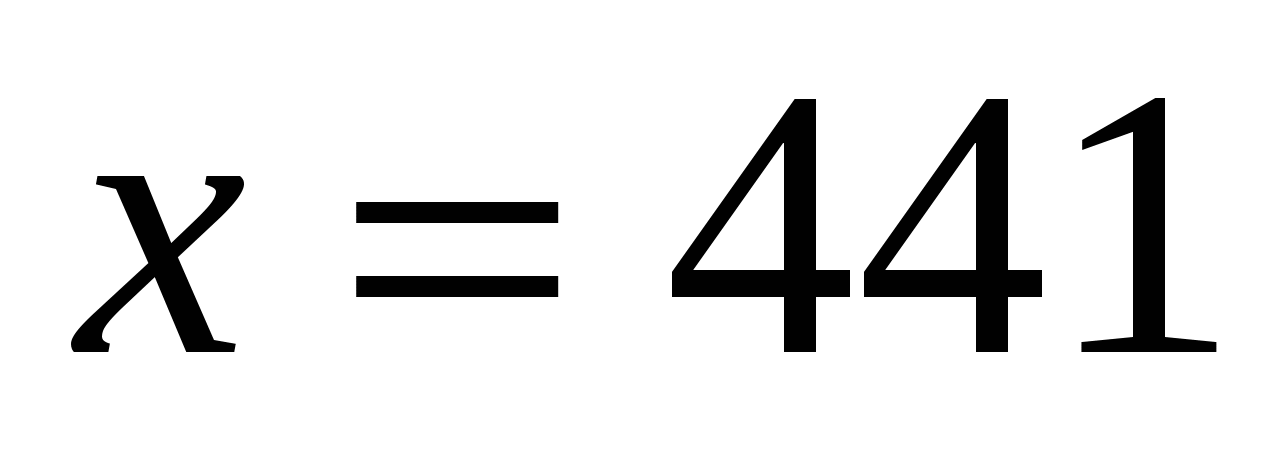 x = 441